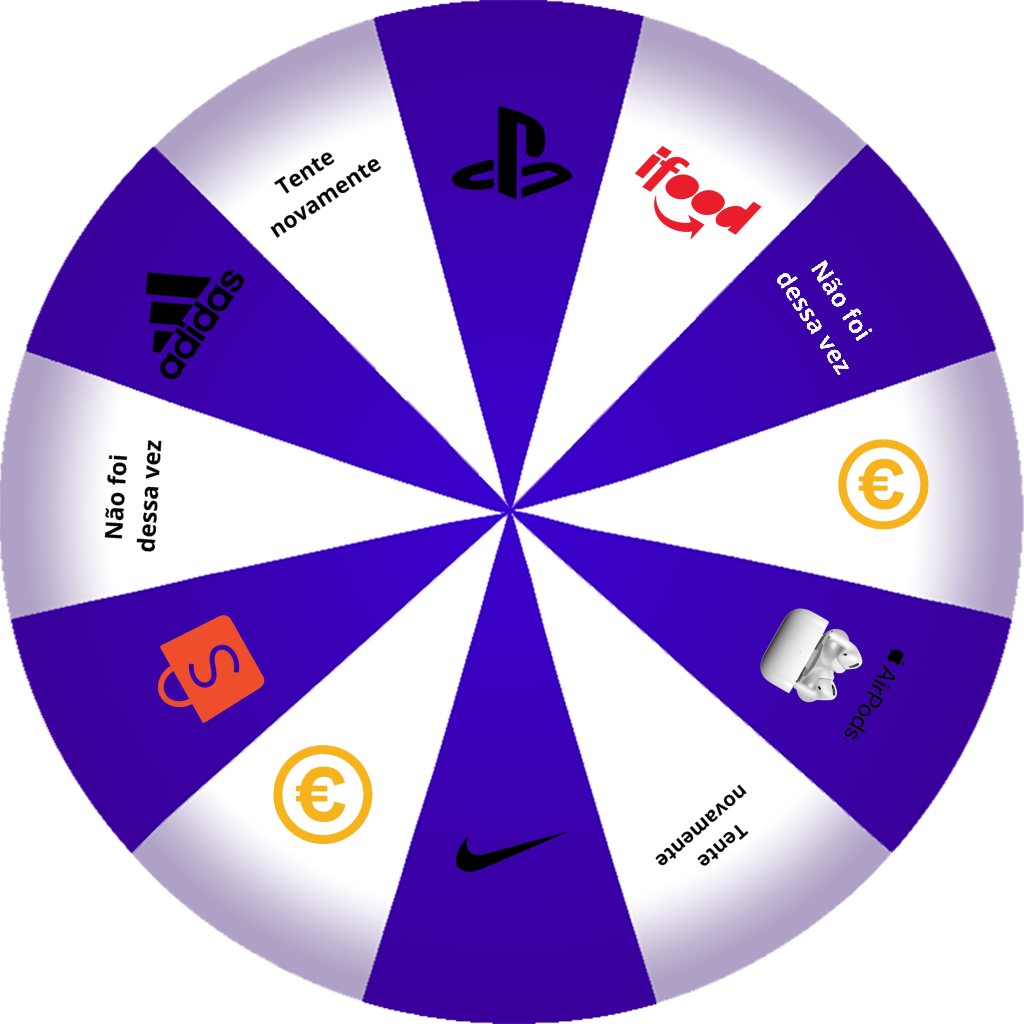 Tente
novamente
ifood
Não foi
dessa vez
€
AirPods
Tente
novamente
€
S
Não foi
dessa vez
adidas